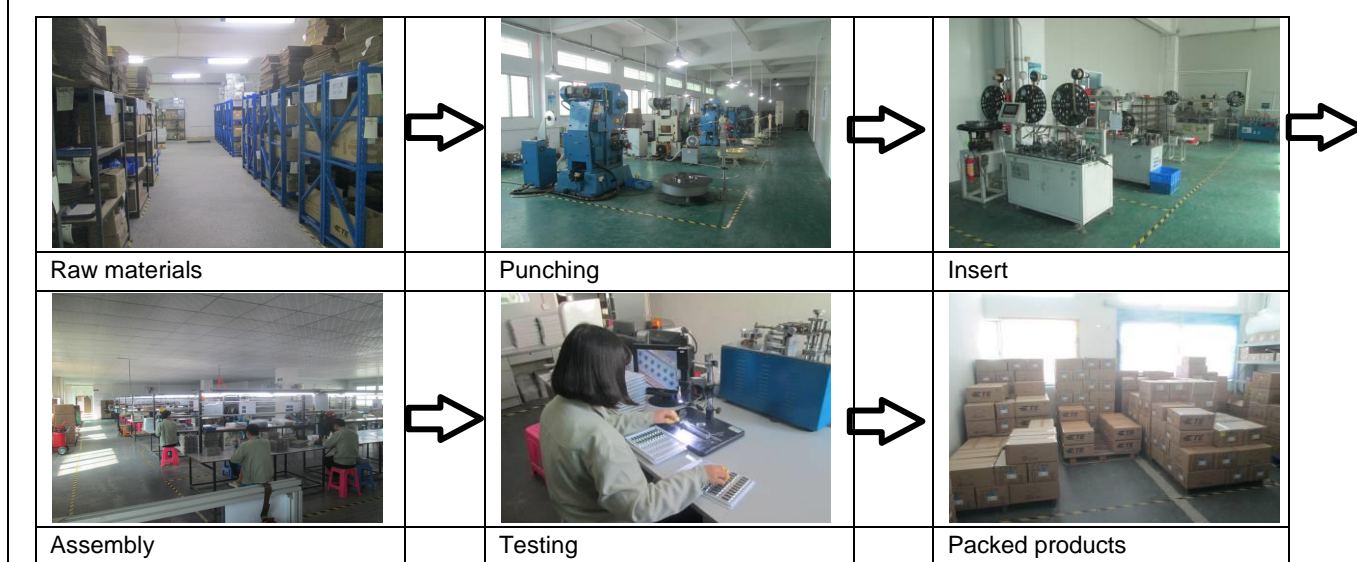 Raw materials
Punching
Insert
Assembly
Testing
Packed products